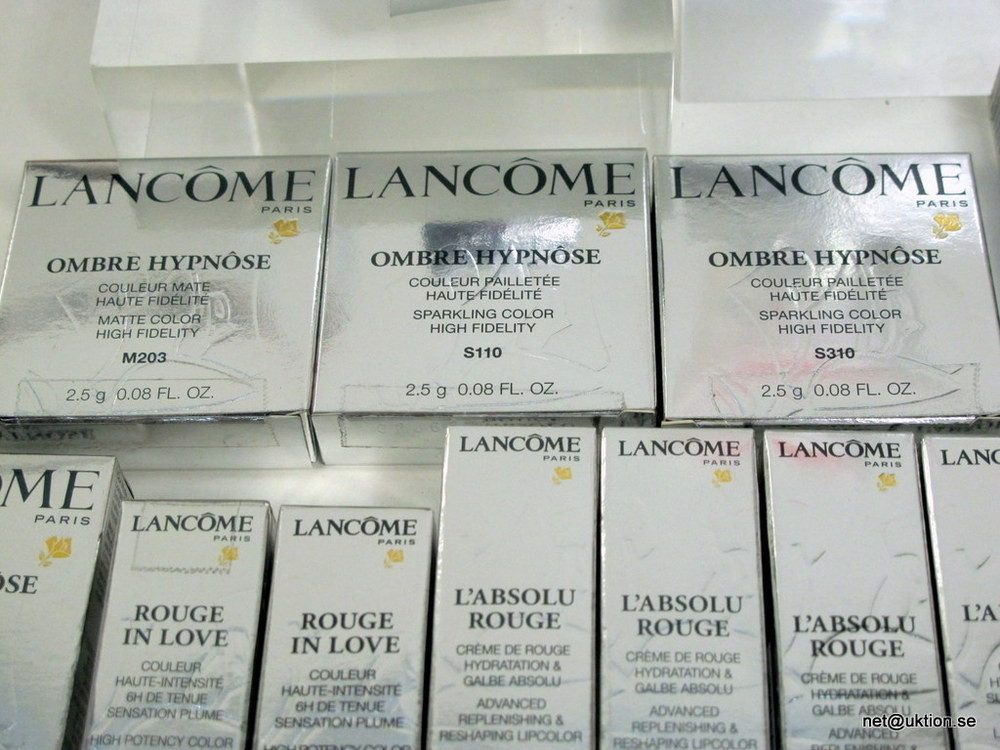 LANCÔME
PARIS
OMBRE HYPNÔSE
COULEUR MATE
HAUTE FIDÉLITÉ
MATTE COLOR
HIGH FIDELITY
M203
2.5 g 0.08 FL. OZ.
LANCÔME
PARIS
OMBRE HYPNÔSE
COULEUR PAILLETÉE
HAUTE FIDÉLITÉ
SPARKLING COLOR
HIGH FIDELITY
S110
2.5 g 0.08 FL. OZ.
LANCÔME
PARIS
OMBRE HYPNÔSE
COULEUR PAILLETÉE
HAUTE FIDÉLITÉ
SPARKLING COLOR
HIGH FIDELITY
S310
2.5 g 0.08 FL. OZ.
HYPNÔSE
ÔME
PARIS
ÔSE
LANCÔME
PARIS
ROUGE
IN LOVE
COULEUR
HAUTE-INTENSITÉ
6H DE TENUE
SENSATION PLUME
HIGH POTENCY COLOR
LANCÔME
PARIS
ROUGE
IN LOVE
COULEUR
HAUTE-INTENSITÉ
6H DE TENUE
SENSATION PLUME
HIGH POTENCY COLOR
LANCÔME
PARIS
L'ABSOLU
ROUGE
CRÈME DE ROUGE
HYDRATATION &
GALBE ABSOLU
ADVANCED
REPLENISHING &
RESHAPING LIPCOLOR
LANCÔME
PARIS
L'ABSOLU
ROUGE
CRÈME DE ROUGE
HYDRATATION &
GALBE ABSOLU
ADVANCED
REPLENISHING &
RESHAPING LIPCOLOR
LANCÔME
PARIS
L'ABSOLU
ROUGE
CRÈME DE ROUGE
HYDRATATION &
GALBE ABSOLU
ADVANCED
REPLENISHING &
LANC
L'A
net@uktion.se